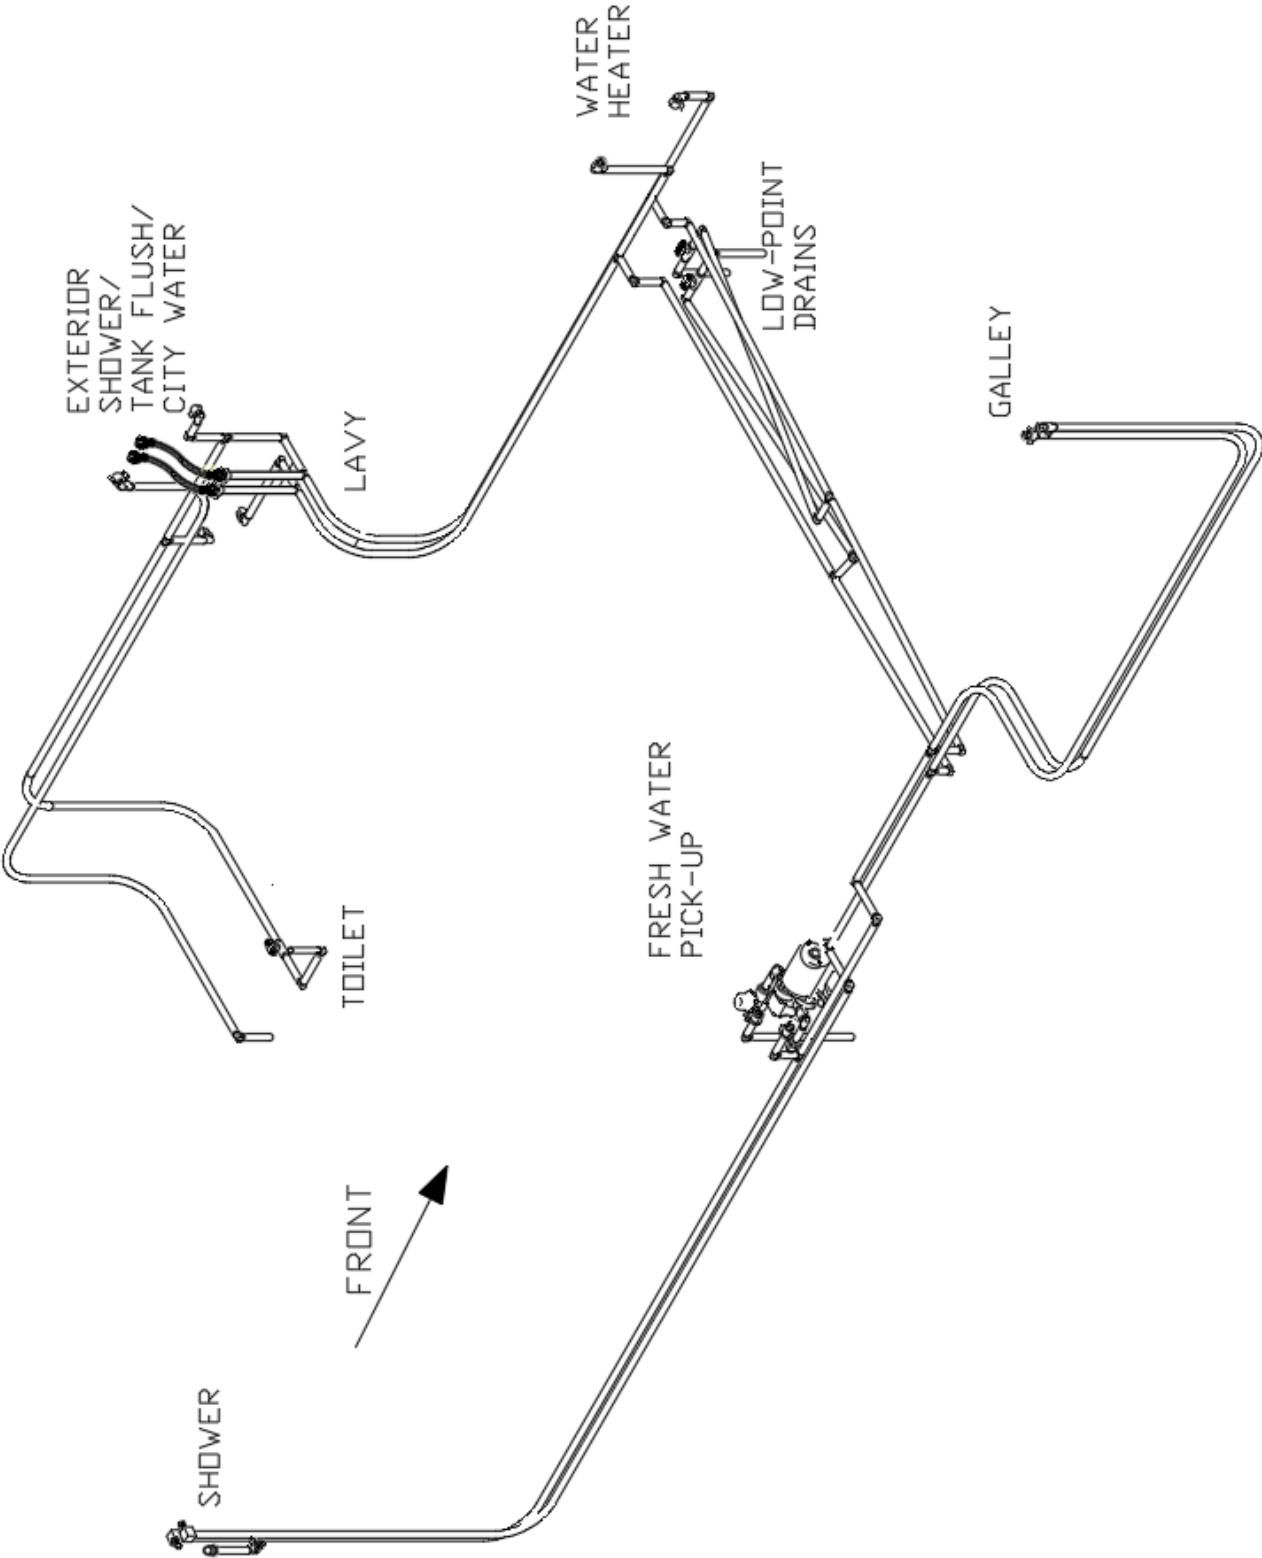 WATER
HEATER
EXTERIOR
SHOWER/
TANK FLUSH/
CITY WATER
LOW-POINT
DRAINS
GALLEY
LAVY
FRESH WATER
PICK-UP
TOILET
FRONT
SHOWER